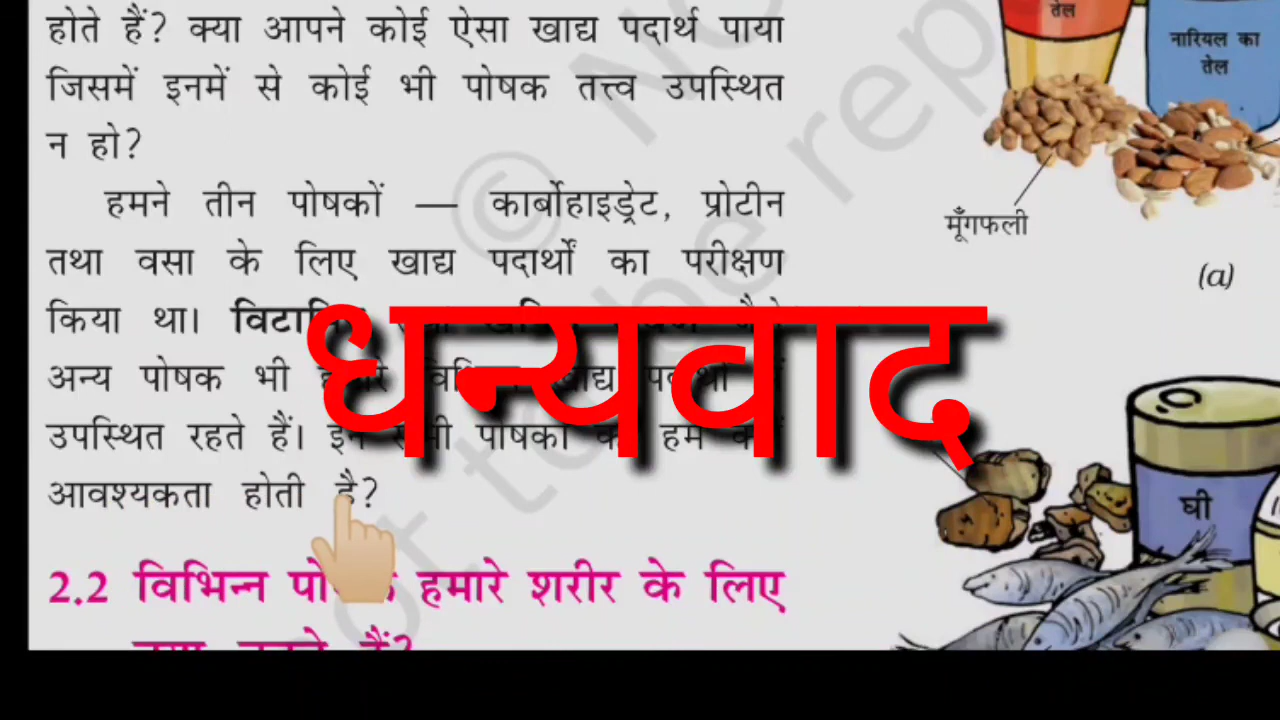 होते हैं? क्या आपने कोई ऐसा खाद्य पदार्थ पाया
जिसमें इनमें से कोई भी पोषक तत्त्व उपस्थित
न हो?
हमने तीन पोषकों — कार्बोहाइड्रेट, प्रोटीन
तथा वसा के लिए खाद्य पदार्थों का परीक्षण
किया था।
अन्य पोषक भी
उपस्थित रहते हैं।
आवश्यकता होती है?
2.2 विभिन्न हमारे शरीर के लिए
धन्यवाद
तेल
नारियल का
तेल
मूँगफली
(a)
घी